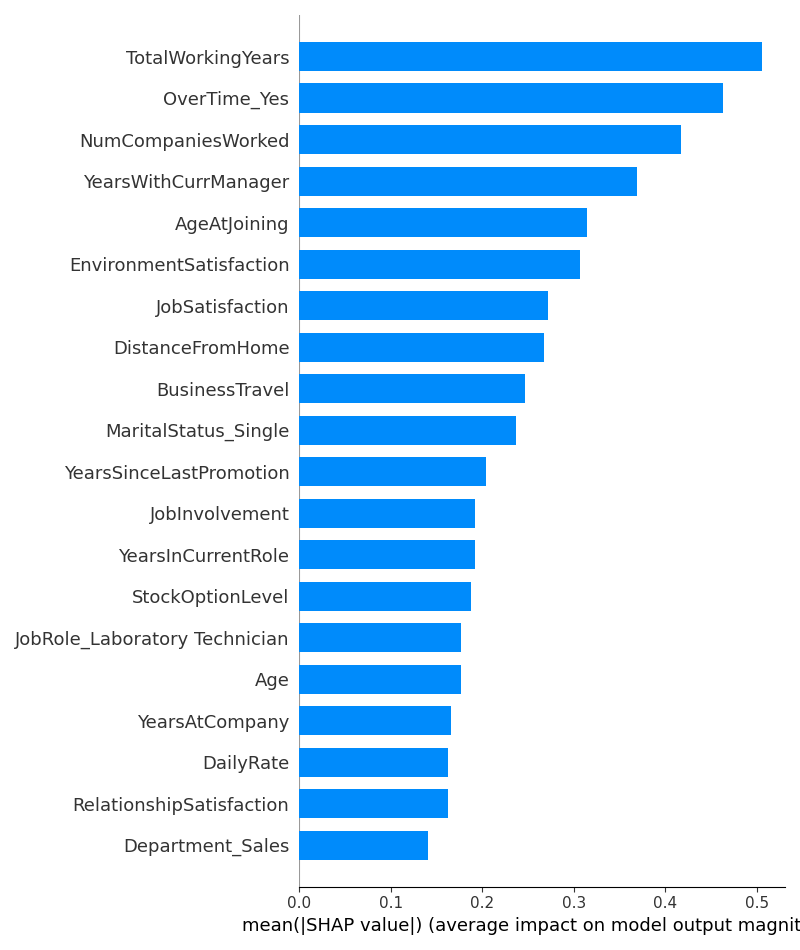 TotalWorkingYears
OverTime_Yes
NumCompaniesWorked
YearsWithCurrManager
AgeAtJoining
EnvironmentSatisfaction
JobSatisfaction
DistanceFromHome
BusinessTravel
MaritalStatus_Single
YearsSinceLastPromotion
JobInvolvement
YearsInCurrentRole
StockOptionLevel
JobRole_Laboratory Technician
Age
YearsAtCompany
DailyRate
RelationshipSatisfaction
Department_Sales
0.0 0.1 0.2 0.3 0.4 0.5
mean(|SHAP value|) (average impact on model output magnit